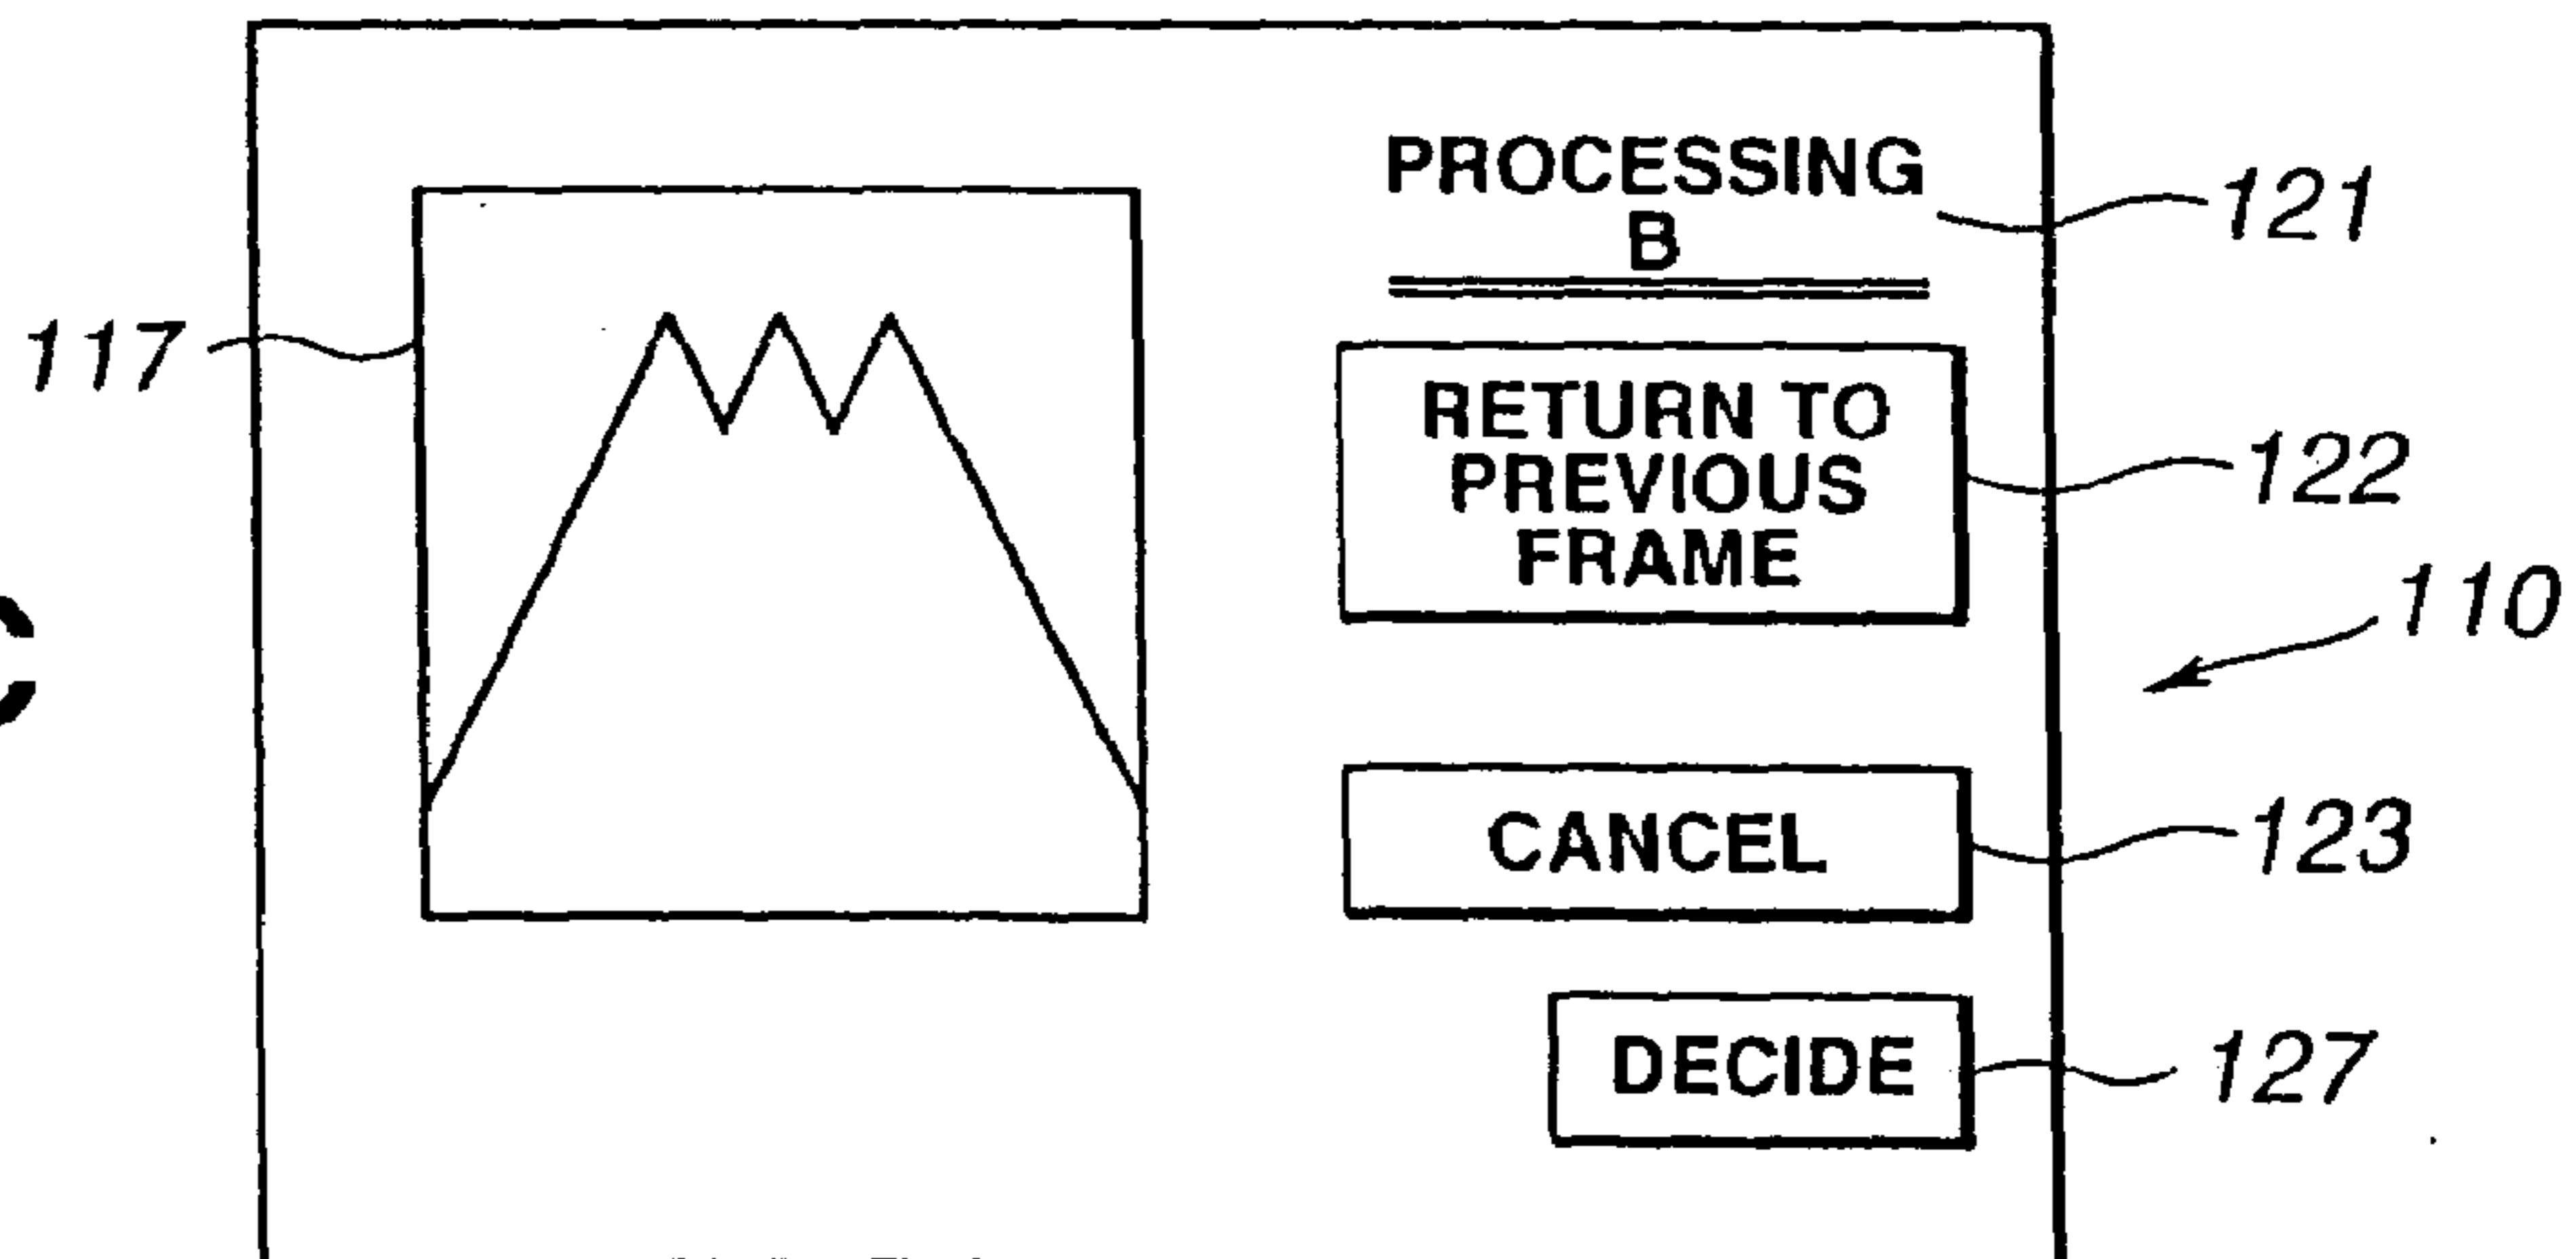 PROCESSING
B
121
117
RETURN TO
PREVIOUS
FRAME
122
110
C
CANCEL
123
DECIDE
127